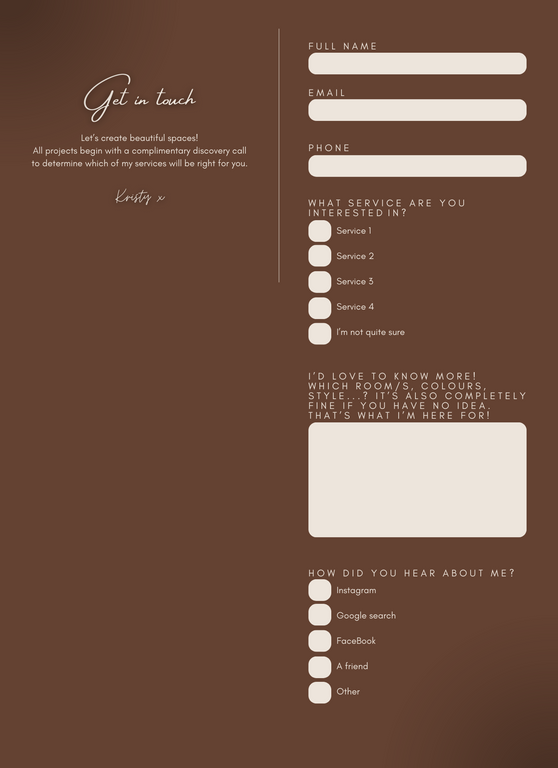 Get in touch
Let's create beautiful spaces!
All projects begin with a complimentary discovery call
to determine which of my services will be right for you.
Kristy x
FULL NAME
EMAIL
PHONE
WHAT SERVICE ARE YOU
INTERESTED IN?
Service 1
Service 2
Service 3
Service 4
I'm not quite sure
I'D LOVE TO KNOW MORE!
WHICH ROOM/S, COLOURS,
STYLE...? IT'S ALSO COMPLETELY
FINE IF YOU HAVE NO IDEA.
THAT'S WHAT I'M HERE FOR!
HOW DID YOU HEAR ABOUT ME?
Instagram
Google search
FaceBook
A friend
Other